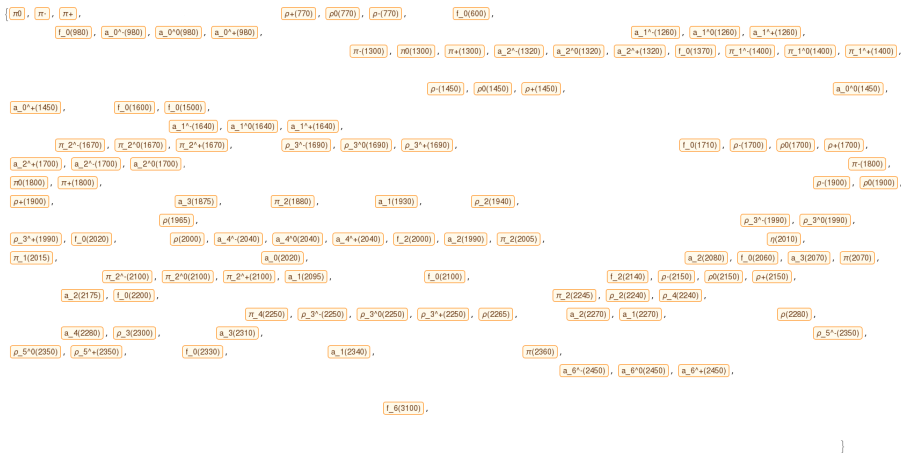 { π0 , π- , π+ , ρ+(770) , ρ0(770) , ρ-(770) , f_0(600) ,
f_0(980) , a_0^-(980) , a_0^0(980) , a_0^+(980) , a_1^-(1260) , a_1^0(1260) , a_1^+(1260) ,
π-(1300) , π0(1300) , π+(1300) , a_2^-(1320) , a_2^0(1320) , a_2^+(1320) , f_0(1370) , π_1^-(1400) , π_1^0(1400) , π_1^+(1400) ,
ρ-(1450) , ρ0(1450) , ρ+(1450) , a_0^0(1450) ,
a_0^+(1450) , f_0(1600) , f_0(1500) ,
a_1^-(1640) , a_1^0(1640) , a_1^+(1640) ,
π_2^-(1670) , π_2^0(1670) , π_2^+(1670) , ρ_3^-(1690) , ρ_3^0(1690) , ρ_3^+(1690) , f_0(1710) , ρ-(1700) , ρ0(1700) , ρ+(1700) ,
a_2^+(1700) , a_2^-(1700) , a_2^0(1700) , π-(1800) ,
π0(1800) , π+(1800) , ρ-(1900) , ρ0(1900) ,
ρ+(1900) , a_3(1875) , π_2(1880) , a_1(1930) , ρ_2(1940) ,
ρ(1965) , ρ_3^-(1990) , ρ_3^0(1990) ,
ρ_3^+(1990) , f_0(2020) , ρ(2000) , a_4^-(2040) , a_4^0(2040) , a_4^+(2040) , f_2(2000) , a_2(1990) , π_2(2005) , η(2010) ,
π_1(2015) , a_0(2020) , a_2(2080) , f_0(2060) , a_3(2070) , π(2070) ,
π_2^-(2100) , π_2^0(2100) , π_2^+(2100) , a_1(2095) , f_0(2100) , f_2(2140) , ρ-(2150) , ρ0(2150) , ρ+(2150) ,
a_2(2175) , f_0(2200) , π_2(2245) , ρ_2(2240) , ρ_4(2240) ,
π_4(2250) , ρ_3^-(2250) , ρ_3^0(2250) , ρ_3^+(2250) , ρ(2265) , a_2(2270) , a_1(2270) , ρ(2280) ,
a_4(2280) , ρ_3(2300) , a_3(2310) , ρ_5^-(2350) ,
ρ_5^0(2350) , ρ_5^+(2350) , f_0(2330) , a_1(2340) , π(2360) ,
a_6^-(2450) , a_6^0(2450) , a_6^+(2450) ,
f_6(3100) ,
}